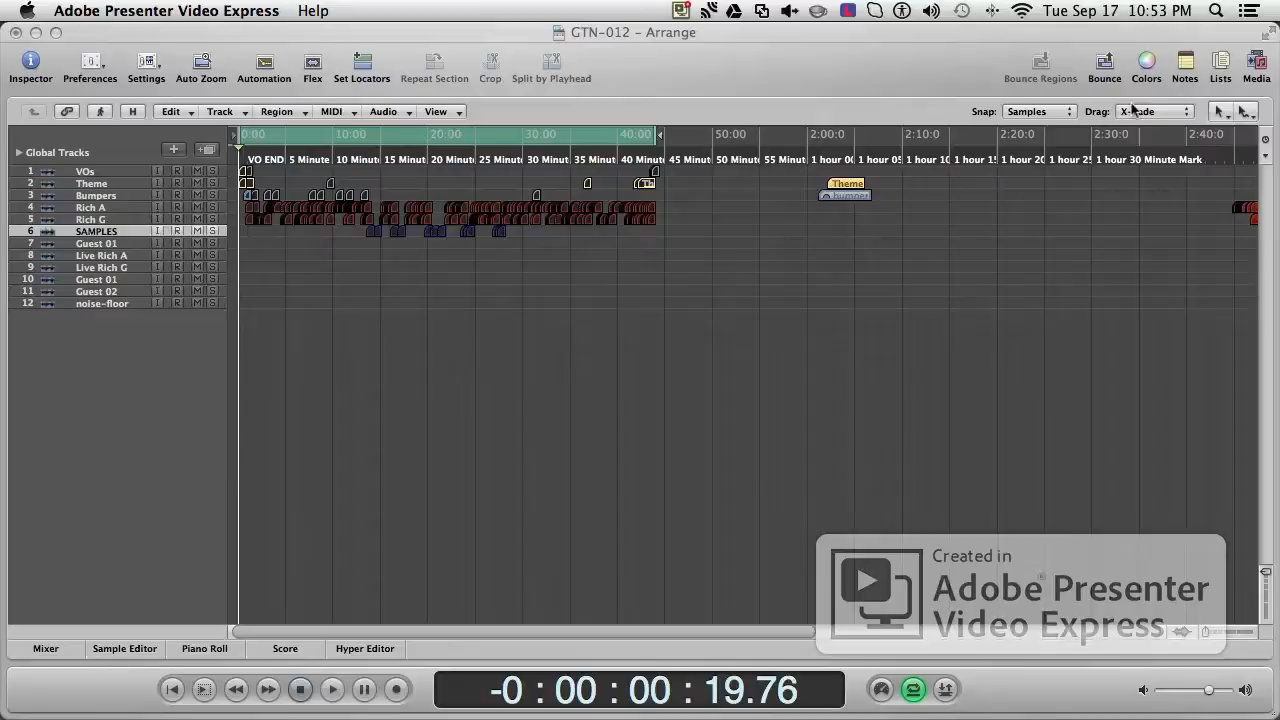 Adobe Presenter Video Express Help Tue Sep 17 10:53 PM
GTN-012 – Arrange
Inspector Preferences Settings Auto Zoom Automation Flex Set Locators Repeat Section Crop Split by Playhead Bounce Regions Bounce Colors Notes Lists Media
H Edit Track Region MIDI Audio View Snap: Samples Drag:
0:00 10:00 20:00 30:00 40:00 50:00 2:00:00 2:10:0 2:20:0 2:30:0 2:40:0
Global Tracks VO END 5 Minute 10 Minut 15 Minut 20 Minut 25 Minut 30 Minut 35 Minut 40 Minut 45 Minut 50 Minut 55 Minut 1 hour 00 1 hour 05 1 hour 10 1 hour 15 1 hour 20 1 hour 25 1 hour 30 Minute Mark
1 VOs I R M S
2 Theme I R M S Theme
3 Bumpers I R M S bumper
4 Rich A I R M S
5 Rich G I R M S
6 SAMPLES I R M S
7 Guest 01 I R M S
8 Live Rich A I R M S
9 Live Rich G I R M S
10 Guest 01 I R M S
11 Guest 02 I R M S
12 noise-floor I R M S
Created in
Adobe® Presenter
Video Express
Mixer Sample Editor Piano Roll Score Hyper Editor
-0 : 00 : 00 : 19.76